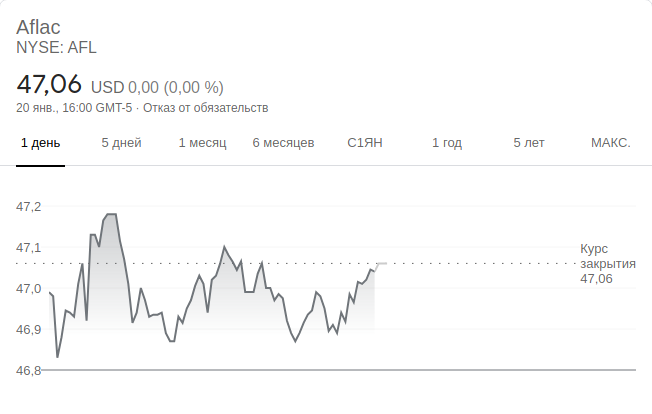 Aflac
NYSE: AFL
47,06 USD 0,00 (0,00 %)
20 янв., 16:00 GMT-5 · Отказ от обязательств
1 день 5 дней 1 месяц 6 месяцев С1ЯН 1 год 5 лет МАКС.
47,2
47,1
Курс
закрытия
47,06
47,0
46,9
46,8